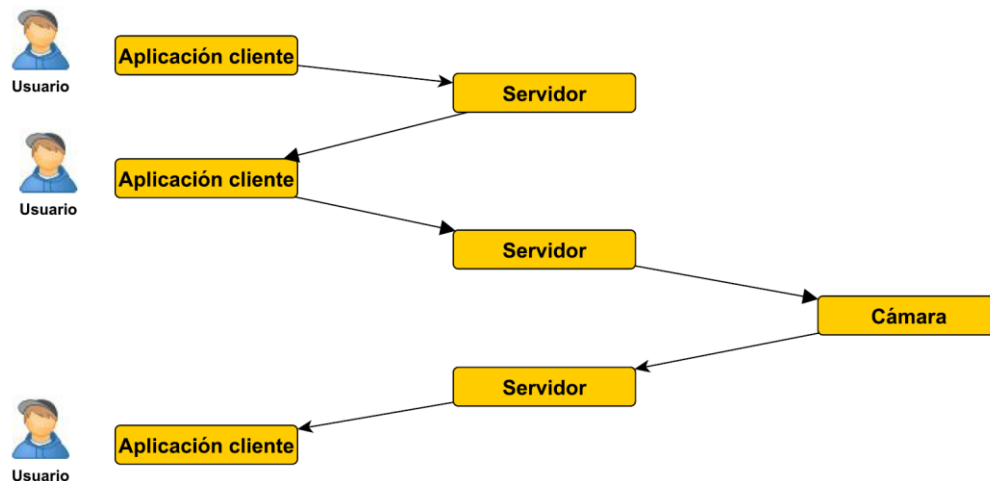 Aplicación cliente
Usuario
Servidor
Aplicación cliente
Usuario
Servidor
Cámara
Servidor
Aplicación cliente
Usuario